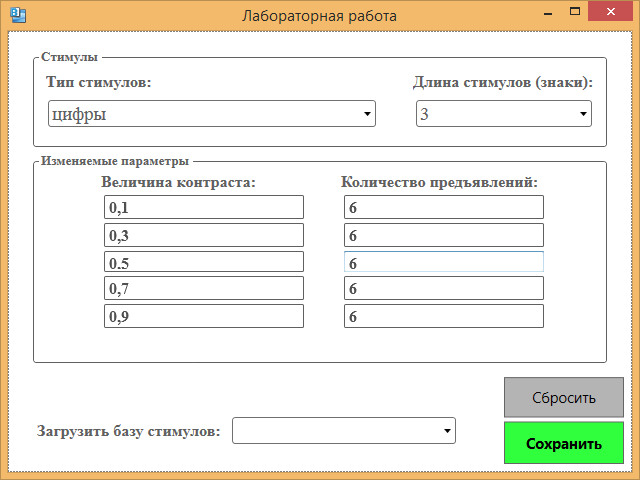 Лабораторная работа
Стимулы
Тип стимулов: Длина стимулов (знаки):
цифры 3
Изменяемые параметры
Величина контраста: Количество предъявлений:
0,1 6
0,3 6
0.5 6
0,7 6
0,9 6
Сбросить
Загрузить базу стимулов:
Сохранить